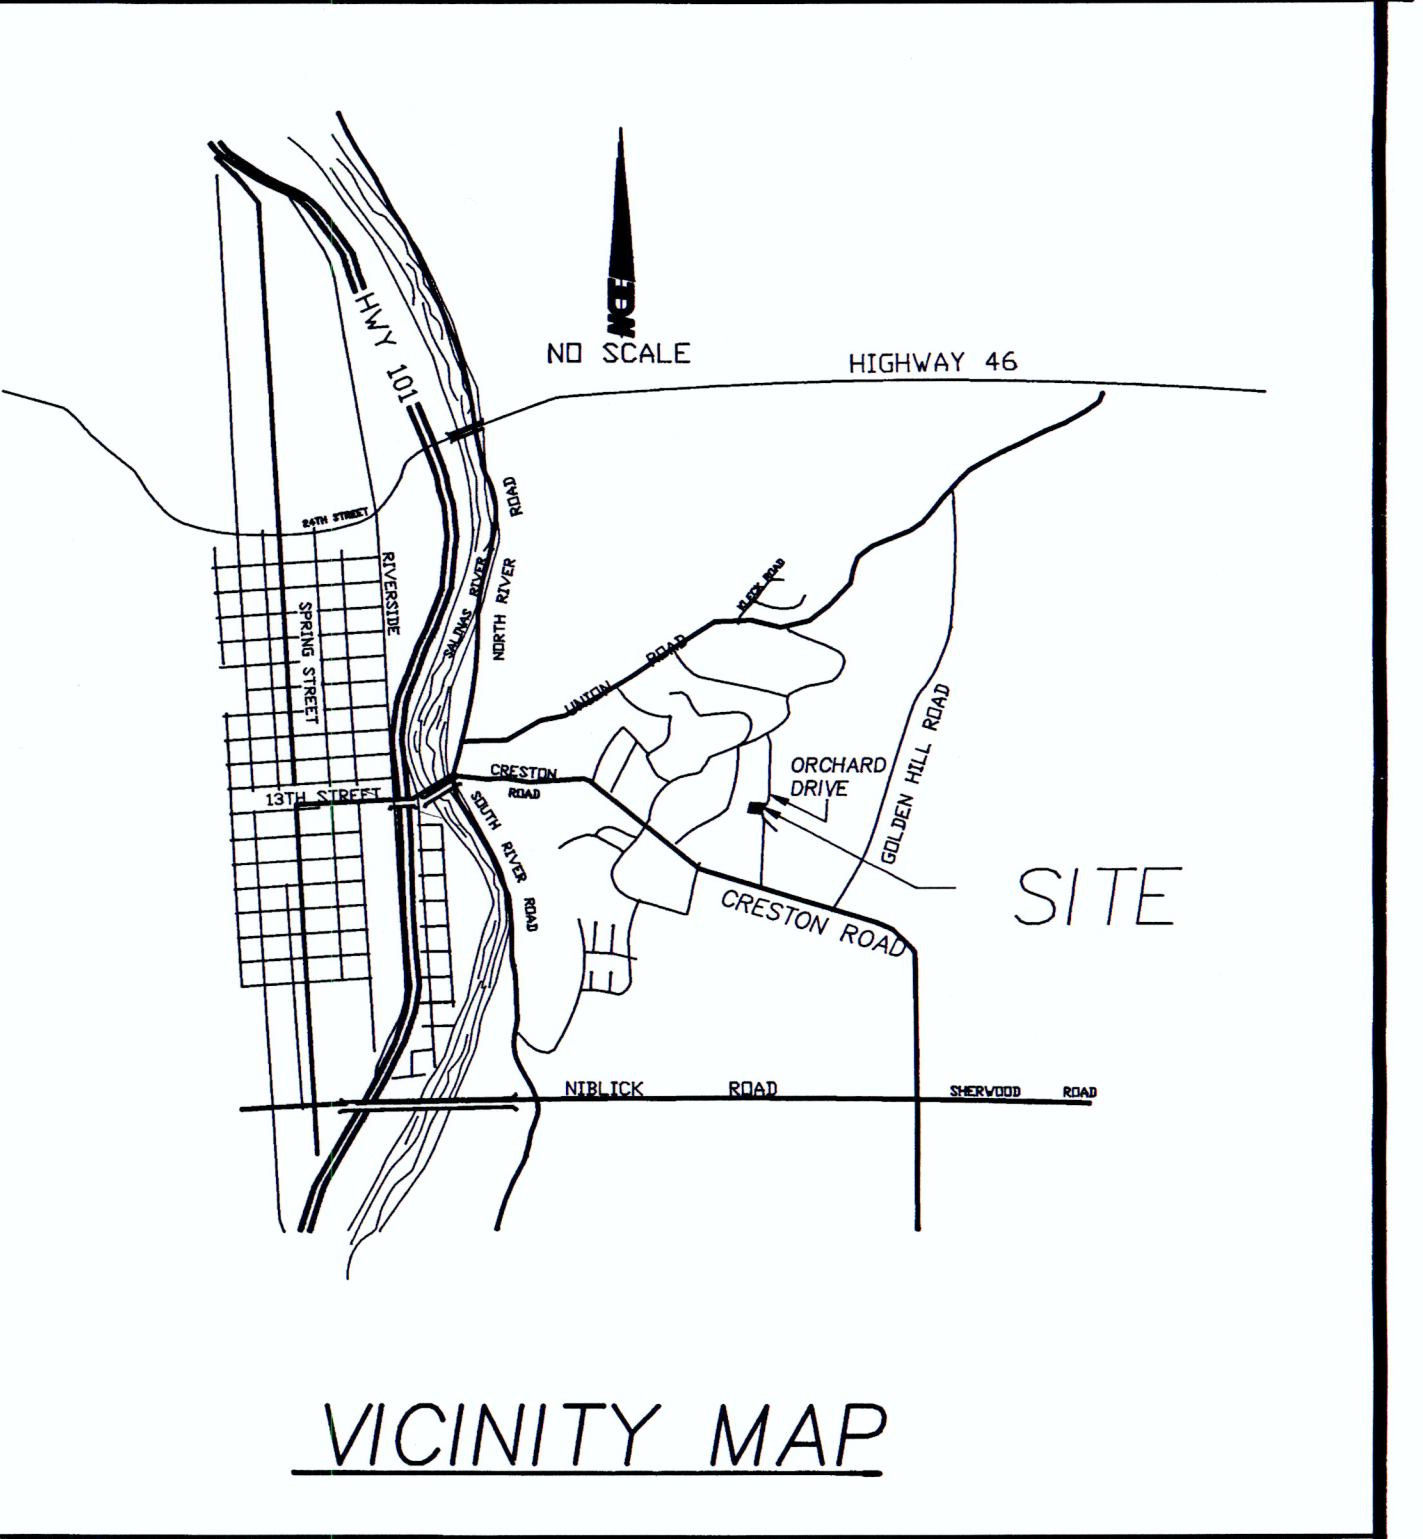 NO SCALE
HIGHWAY 46
HWY 101
NORTH RIVER ROAD
24TH STREET
RIVERSIDE
SALINAS RIVER
SPRING STREET
KLECK ROAD
UNION ROAD
GOLDEN HILL ROAD
ORCHARD
DRIVE
CRESTON
ROAD
13TH STREET
SOUTH RIVER ROAD
SITE
CRESTON ROAD
NIBLICK ROAD
SHERWOOD ROAD
VICINITY MAP